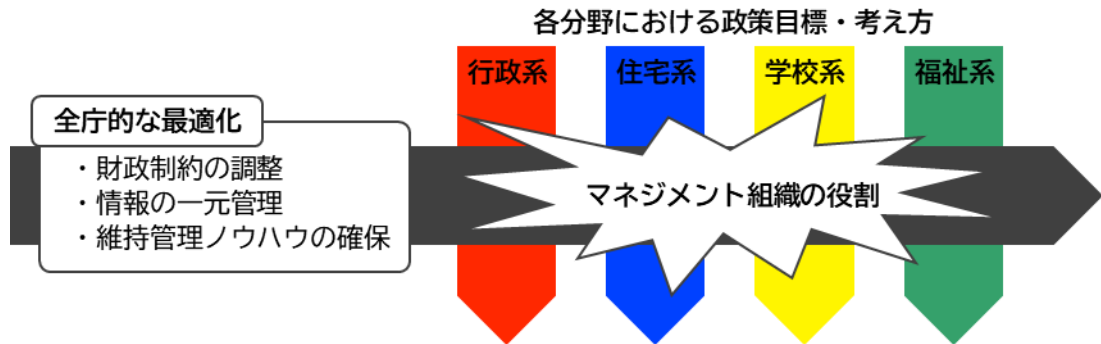 各分野における政策目標・考え方
行政系
住宅系
学校系
福祉系
全庁的な最適化
・財政制約の調整
・情報の一元管理
・維持管理ノウハウの確保
マネジメント組織の役割